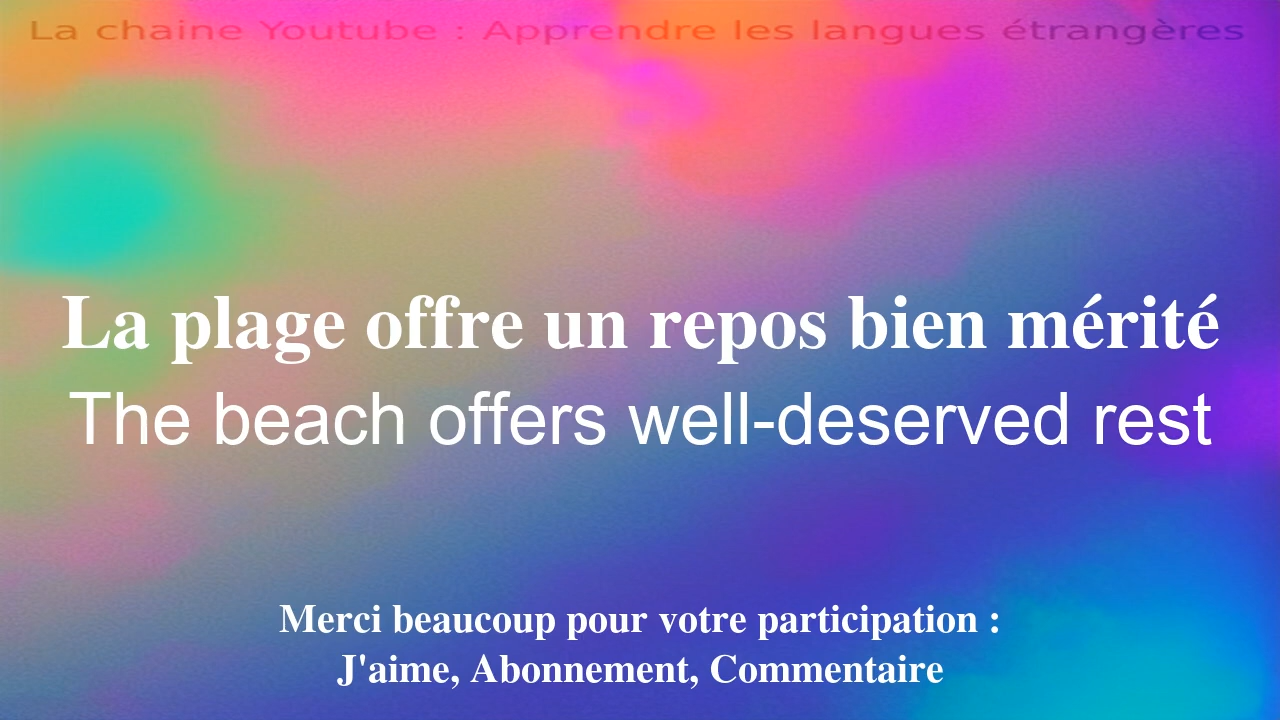 La chaine Youtube : Apprendre les langues étrangères
La plage offre un repos bien mérité
The beach offers well-deserved rest
Merci beaucoup pour votre participation :
J'aime, Abonnement, Commentaire